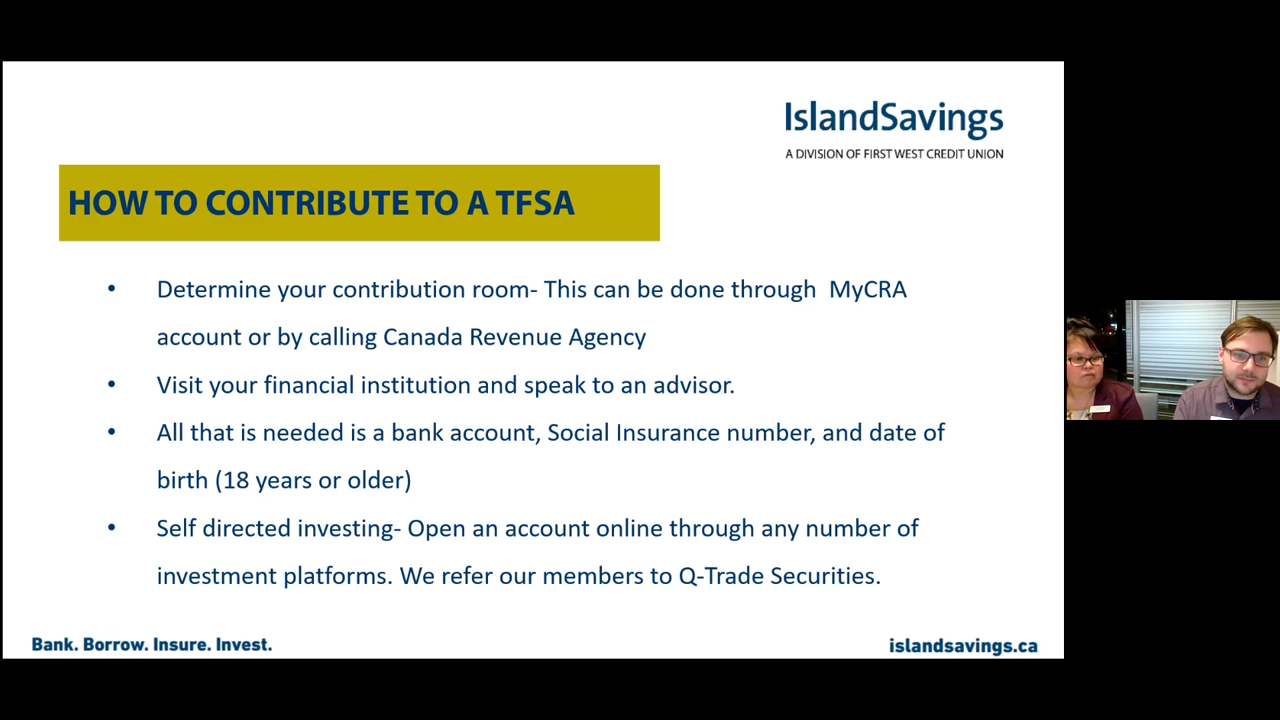 IslandSavings
A DIVISION OF FIRST WEST CREDIT UNION
HOW TO CONTRIBUTE TO A TFSA
• Determine your contribution room- This can be done through MyCRA
account or by calling Canada Revenue Agency
• Visit your financial institution and speak to an advisor.
• All that is needed is a bank account, Social Insurance number, and date of
birth (18 years or older)
• Self directed investing- Open an account online through any number of
investment platforms. We refer our members to Q-Trade Securities.
Bank. Borrow. Insure. Invest.
islandsavings.ca